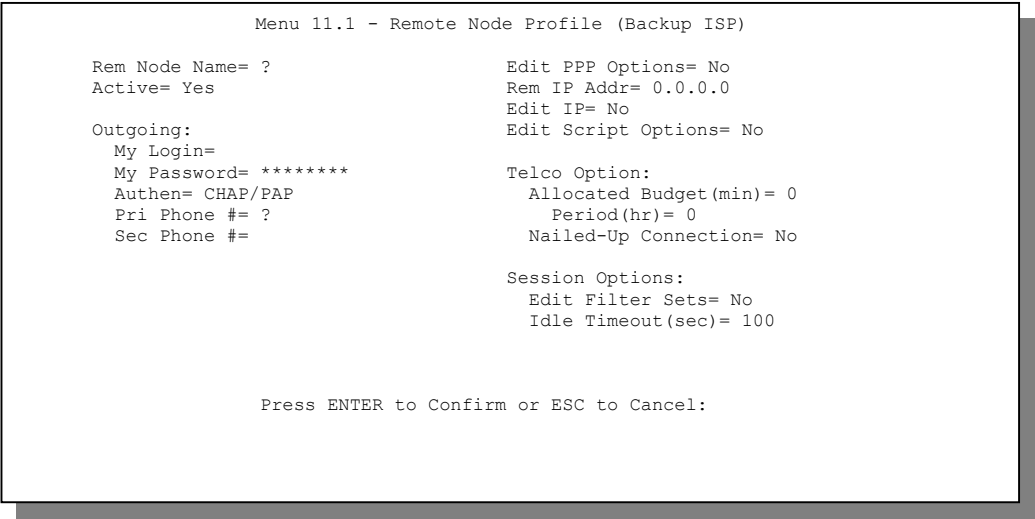 Menu 11.1 - Remote Node Profile (Backup ISP)
Rem Node Name= ? Edit PPP Options= No
Active= Yes Rem IP Addr= 0.0.0.0
Edit IP= No
Outgoing: Edit Script Options= No
My Login=
My Password= ******** Telco Option:
Authen= CHAP/PAP Allocated Budget(min)= 0
Pri Phone #= ? Period(hr)= 0
Sec Phone #= Nailed-Up Connection= No
Session Options:
Edit Filter Sets= No
Idle Timeout(sec)= 100
Press ENTER to Confirm or ESC to Cancel: